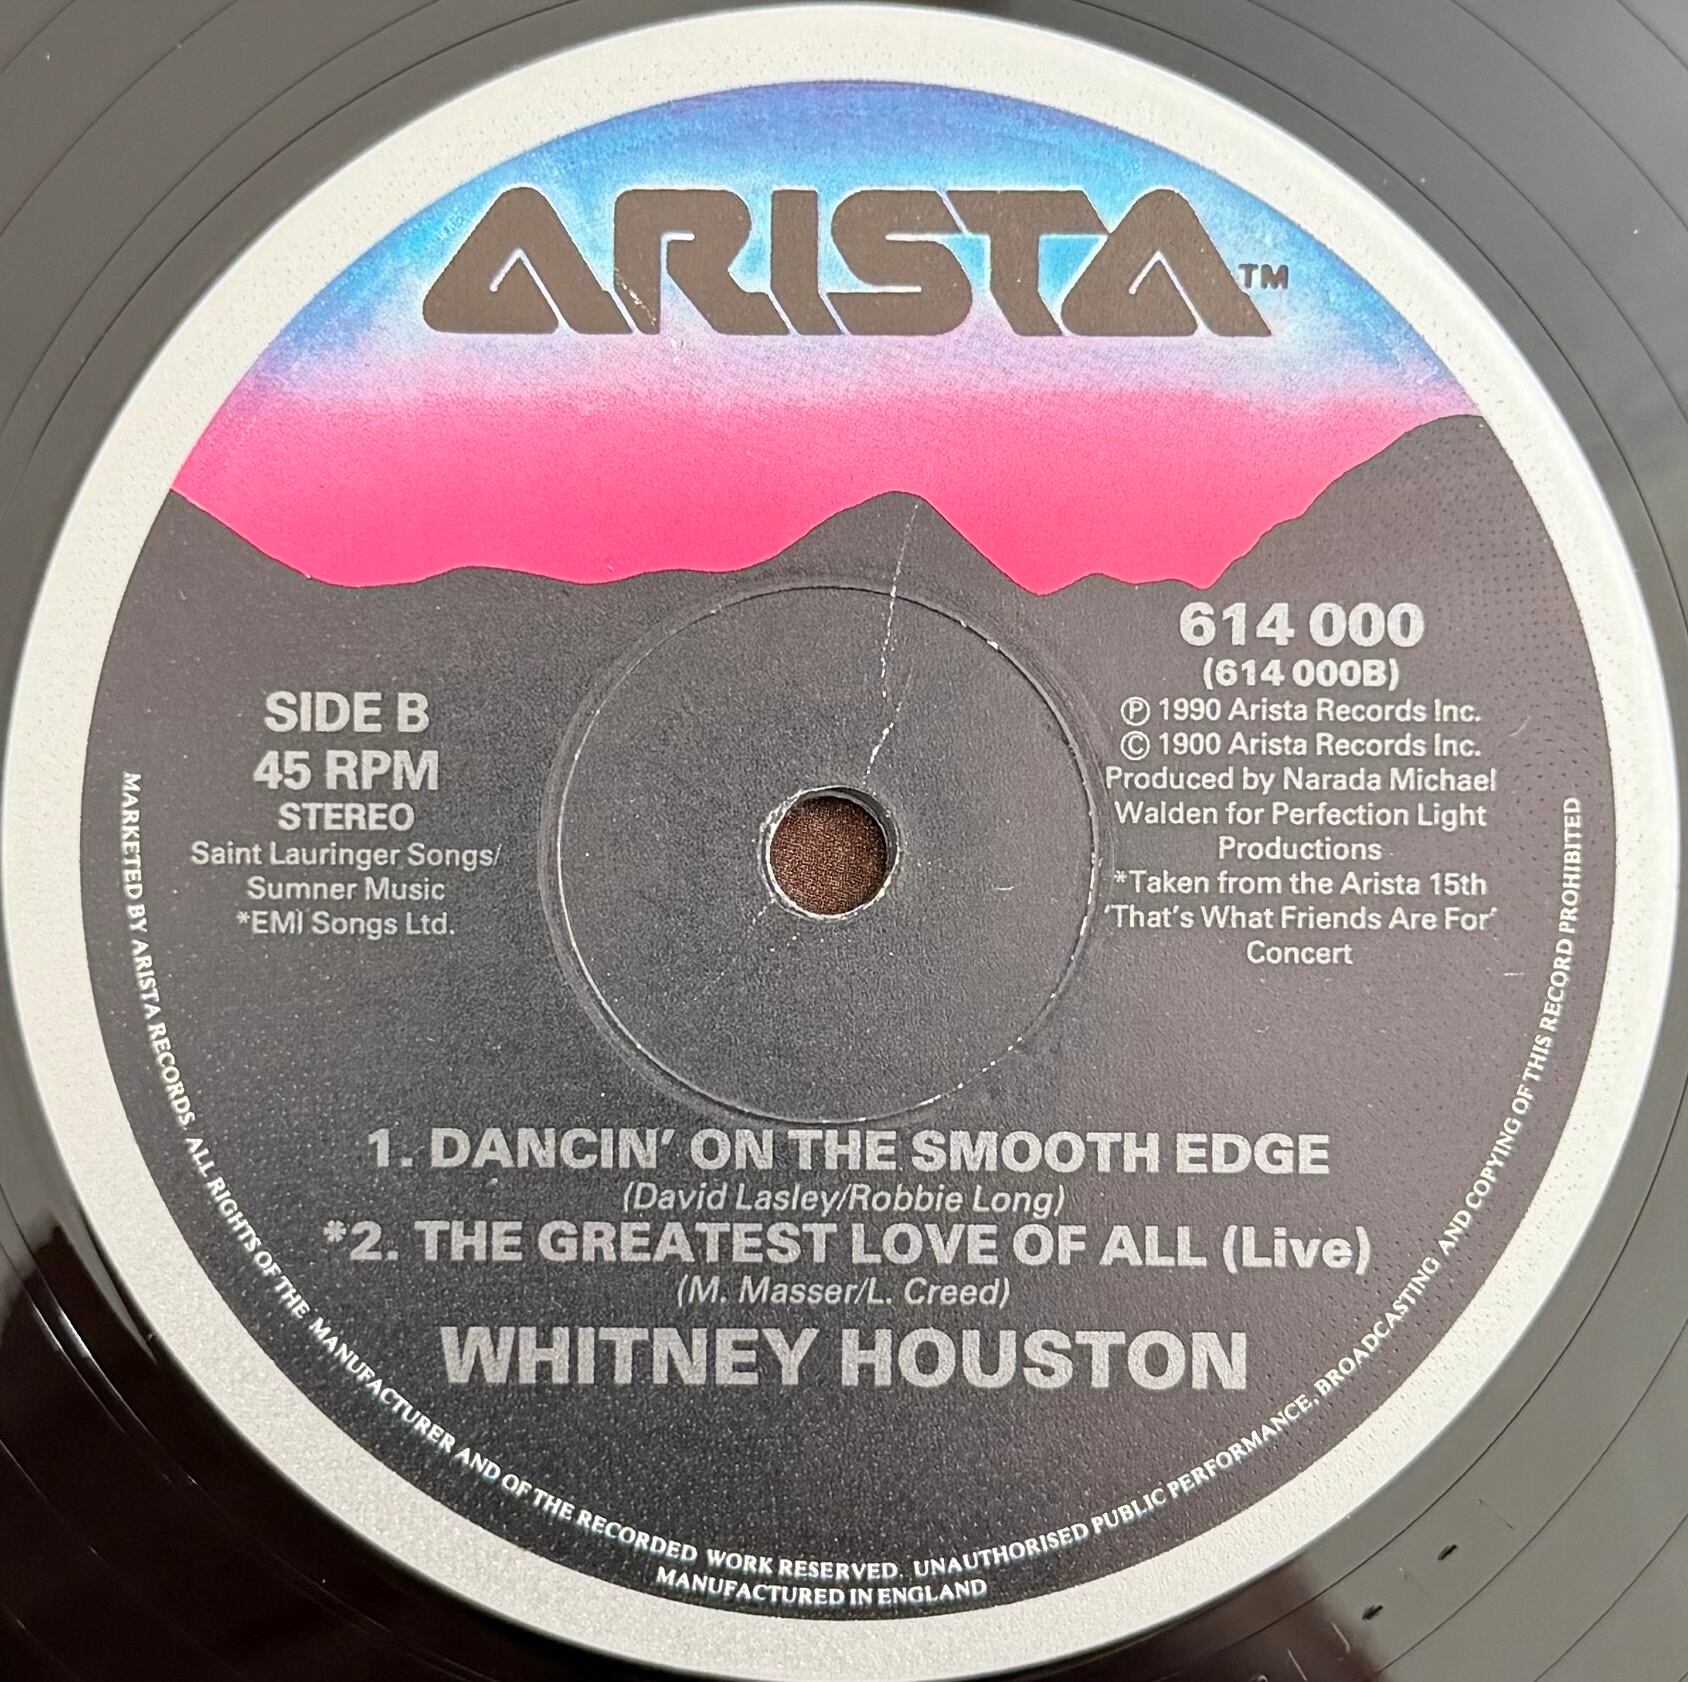 ARISTA™
614 000
(614 000B)
℗ 1990 Arista Records Inc.
© 1900 Arista Records Inc.
Produced by Narada Michael
Walden for Perfection Light
Productions
*Taken from the Arista 15th
'That's What Friends Are For'
Concert
SIDE B
45 RPM
STEREO
Saint Lauringer Songs/
Sumner Music
*EMI Songs Ltd.
1. DANCIN' ON THE SMOOTH EDGE
(David Lasley/Robbie Long)
*2. THE GREATEST LOVE OF ALL (Live)
(M. Masser/L. Creed)
WHITNEY HOUSTON
MARKETED BY ARISTA RECORDS. ALL RIGHTS OF THE MANUFACTURER AND OF THE RECORDED WORK RESERVED. UNAUTHORISED PUBLIC PERFORMANCE, BROADCASTING AND COPYING OF THIS RECORD PROHIBITED
MANUFACTURED IN ENGLAND